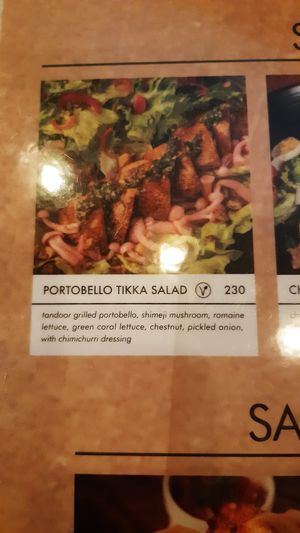 S
PORTOBELLO TIKKA SALAD V 230
CH
tandoor grilled portobello, shimeji mushroom, romaine
lettuce, green coral lettuce, chestnut, pickled onion,
with chimichurri dressing
SA